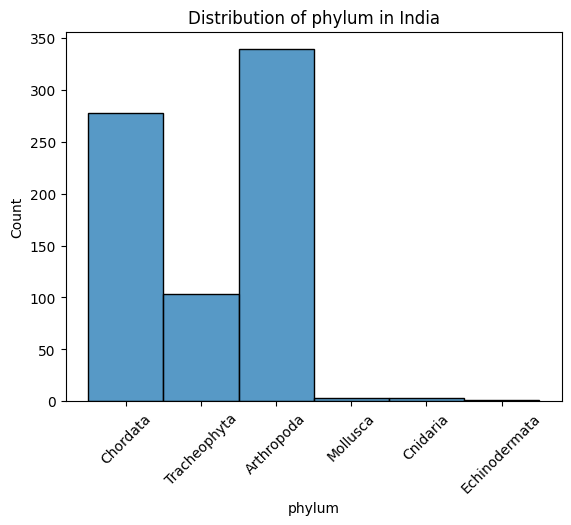 Distribution of phylum in India
350
300
250
200
150
100
50
0
Count
Chordata
Tracheophyta
Arthropoda
Mollusca
Cnidaria
Echinodermata
phylum